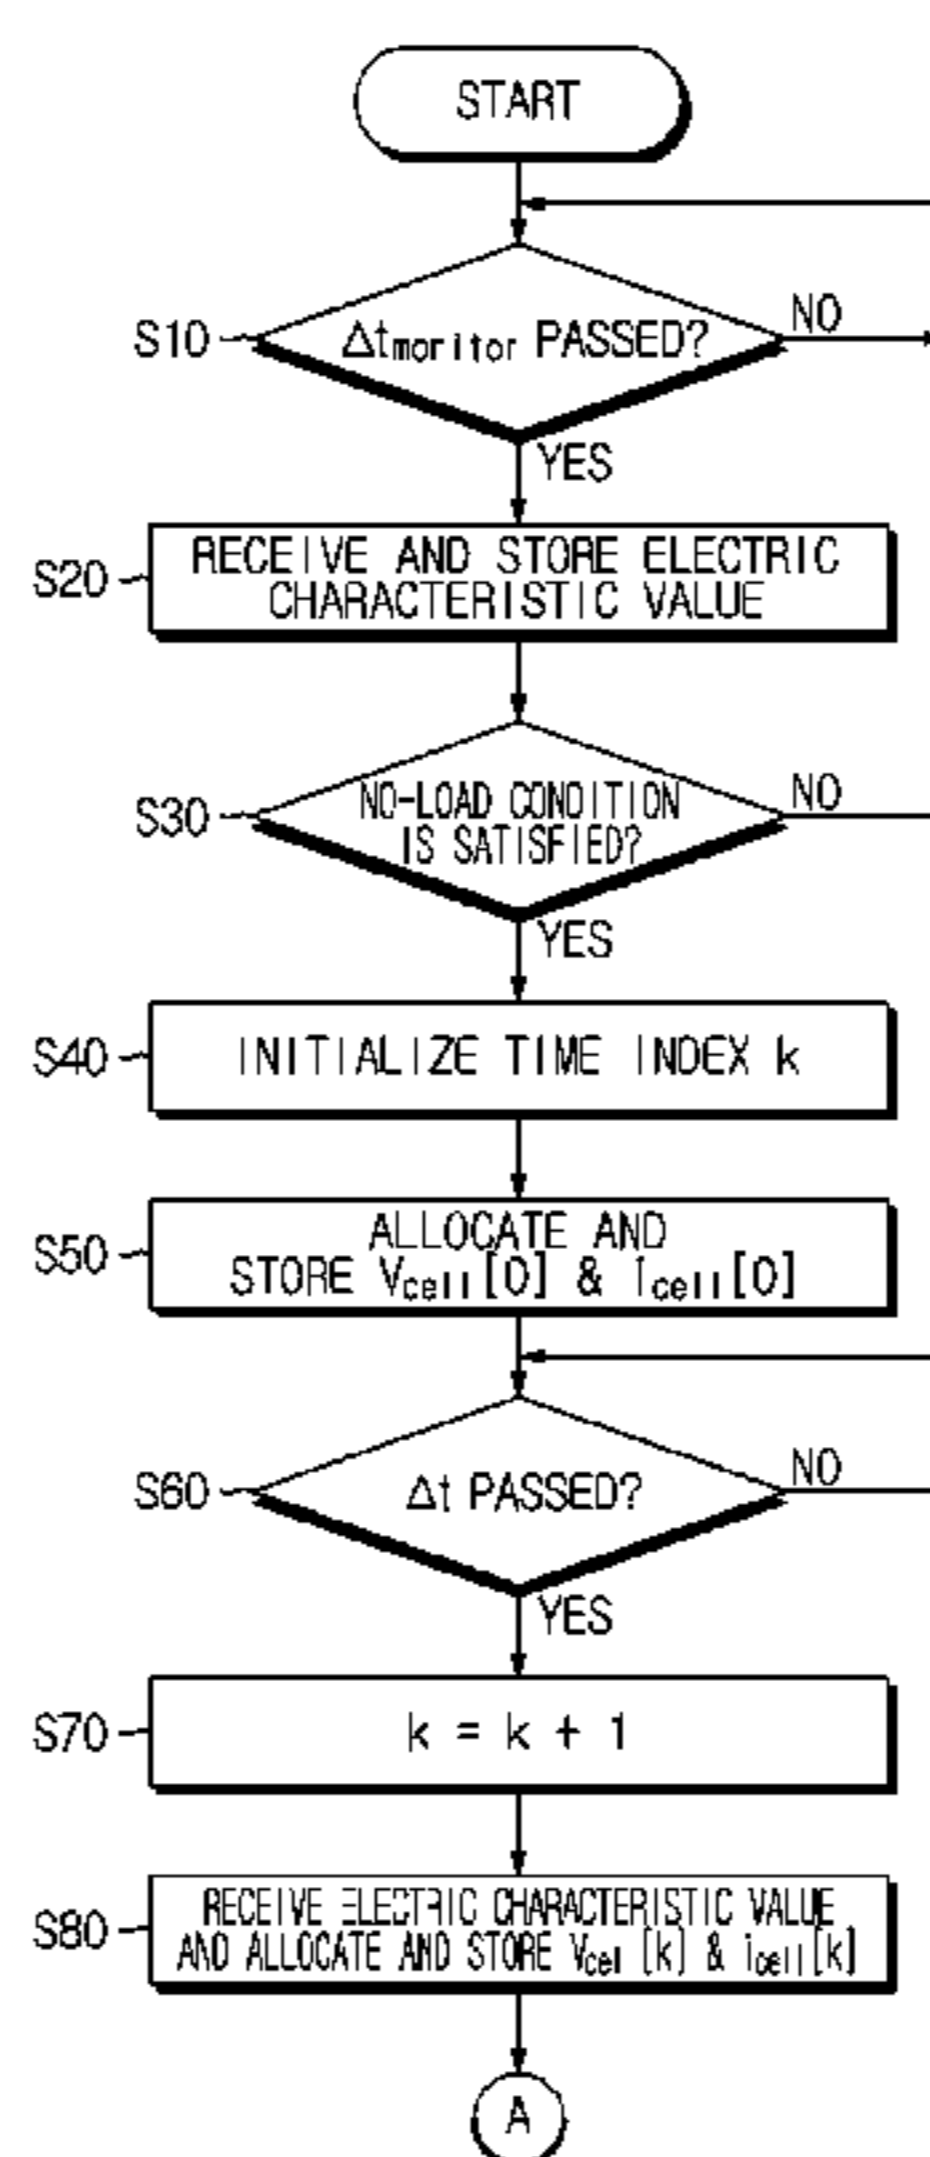 START
S10
Δtmonitor PASSED?
NO
YES
S20
RECEIVE AND STORE ELECTRIC
CHARACTERISTIC VALUE
S30
NO-LOAD CONDITION
IS SATISFIED?
NO
YES
S40
INITIALIZE TIME INDEX k
S50
ALLOCATE AND
STORE Vcell[0] & icell[0]
S60
Δt PASSED?
NO
YES
S70
k = k + 1
S80
RECEIVE ELECTRIC CHARACTERISTIC VALUE
AND ALLOCATE AND STORE Vcell [k] & icell[k]
A